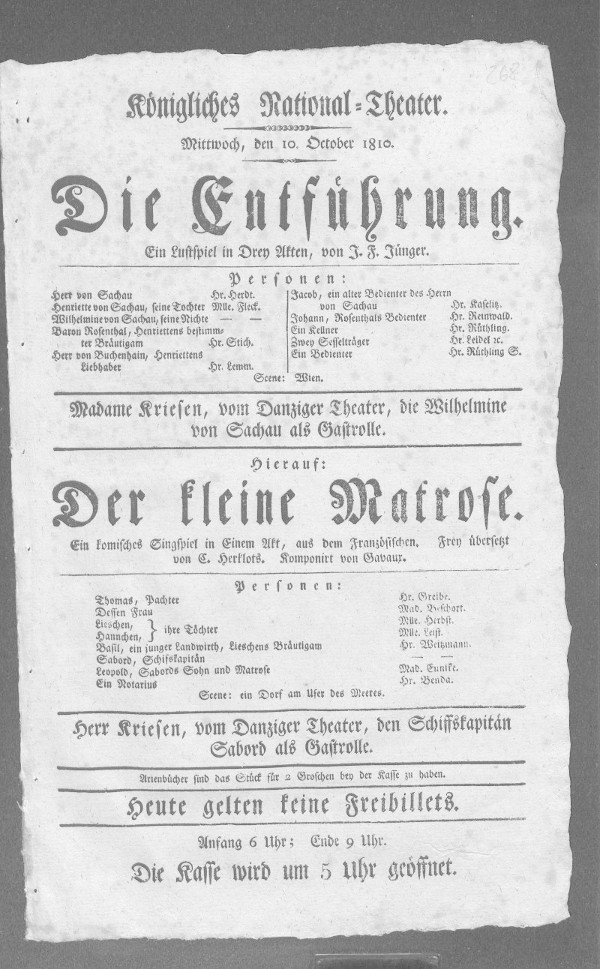 268
Königliches National-Theater.
Mittwoch, den 10. October 1810.
Die Entführung.
Ein Lustspiel in Drey Akten, von J. F. Jünger.
Personen:
Herr von Sachau Hr. Herdt.
Henriette von Sachau, seine Tochter Mlle. Fleck.
Wilhelmine von Sachau, seine Nichte — —
Baron Rosenthal, Henriettens bestimm-
ter Bräutigam Hr. Stich.
Herr von Buchenhain, Henriettens
Liebhaber Hr. Lemm.
Jacob, ein alter Bedienter des Herrn
von Sachau Hr. Kaselitz.
Johann, Rosenthals Bedienter Hr. Reinwald.
Ein Kellner Hr. Rüthling.
Zwey Sesselträger Hr. Leidel ꝛc.
Ein Bedienter Hr. Rüthling S.
Scene: Wien.
Madame Kriesen, vom Danziger Theater, die Wilhelmine
von Sachau als Gastrolle.
Hierauf:
Der kleine Matrose.
Ein komisches Singspiel in Einem Akt, aus dem Französischen. Frey übersetzt
von C. Herklots. Komponirt von Gavaux.
Personen:
Thomas, Pachter Hr. Greibe.
Dessen Frau Mad. Beschort.
Lieschen, Mlle. Herbst.
Hannchen, } ihre Töchter Mlle. Leist.
Basil, ein junger Landwirth, Lieschens Bräutigam Hr. Weitzmann.
Sabord, Schifskapitän — —
Leopold, Sabords Sohn und Matrose Mad. Eunike.
Ein Notarius Hr. Benda.
Scene: ein Dorf am Ufer des Meeres.
Herr Kriesen, vom Danziger Theater, den Schiffskapitän
Sabord als Gastrolle.
Arienbücher sind das Stück für 2 Groschen bey der Kasse zu haben.
Heute gelten keine Freibillets.
Anfang 6 Uhr; Ende 9 Uhr.
Die Kasse wird um 5 Uhr geöffnet.